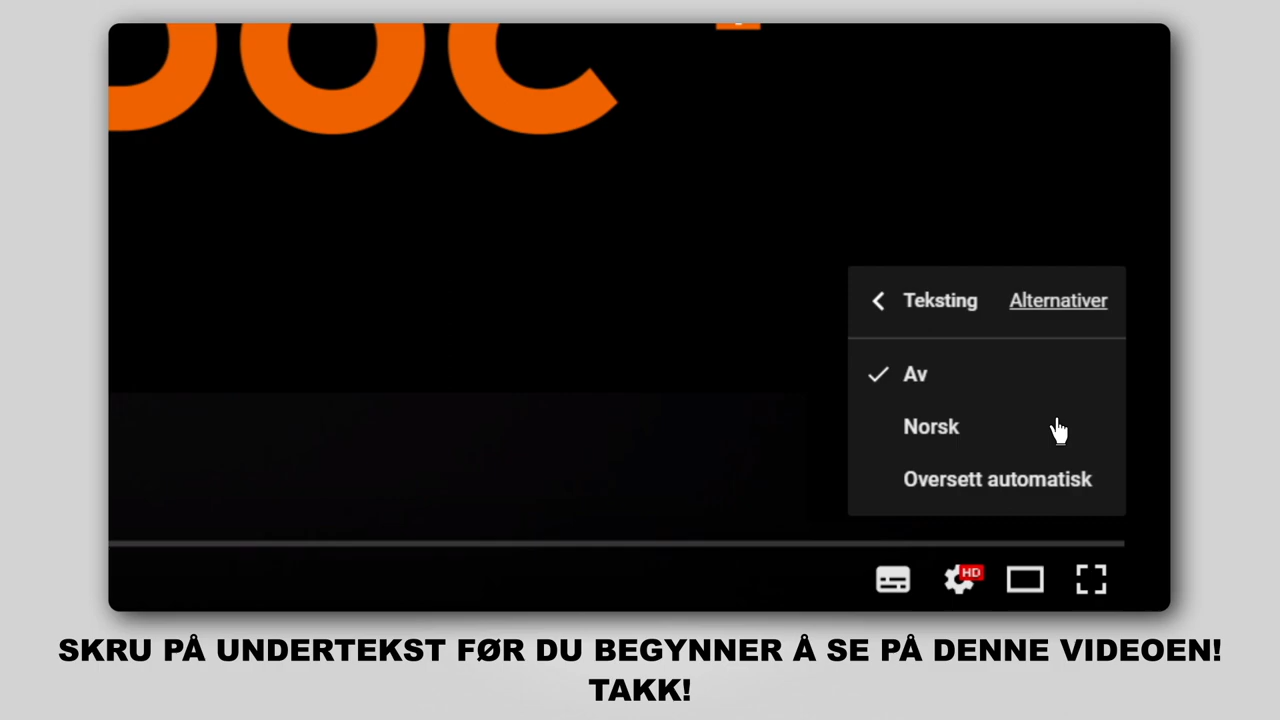 Teksting Alternativer
Av
Norsk
Oversett automatisk
HD
SKRU PÅ UNDERTEKST FØR DU BEGYNNER Å SE PÅ DENNE VIDEOEN!
TAKK!